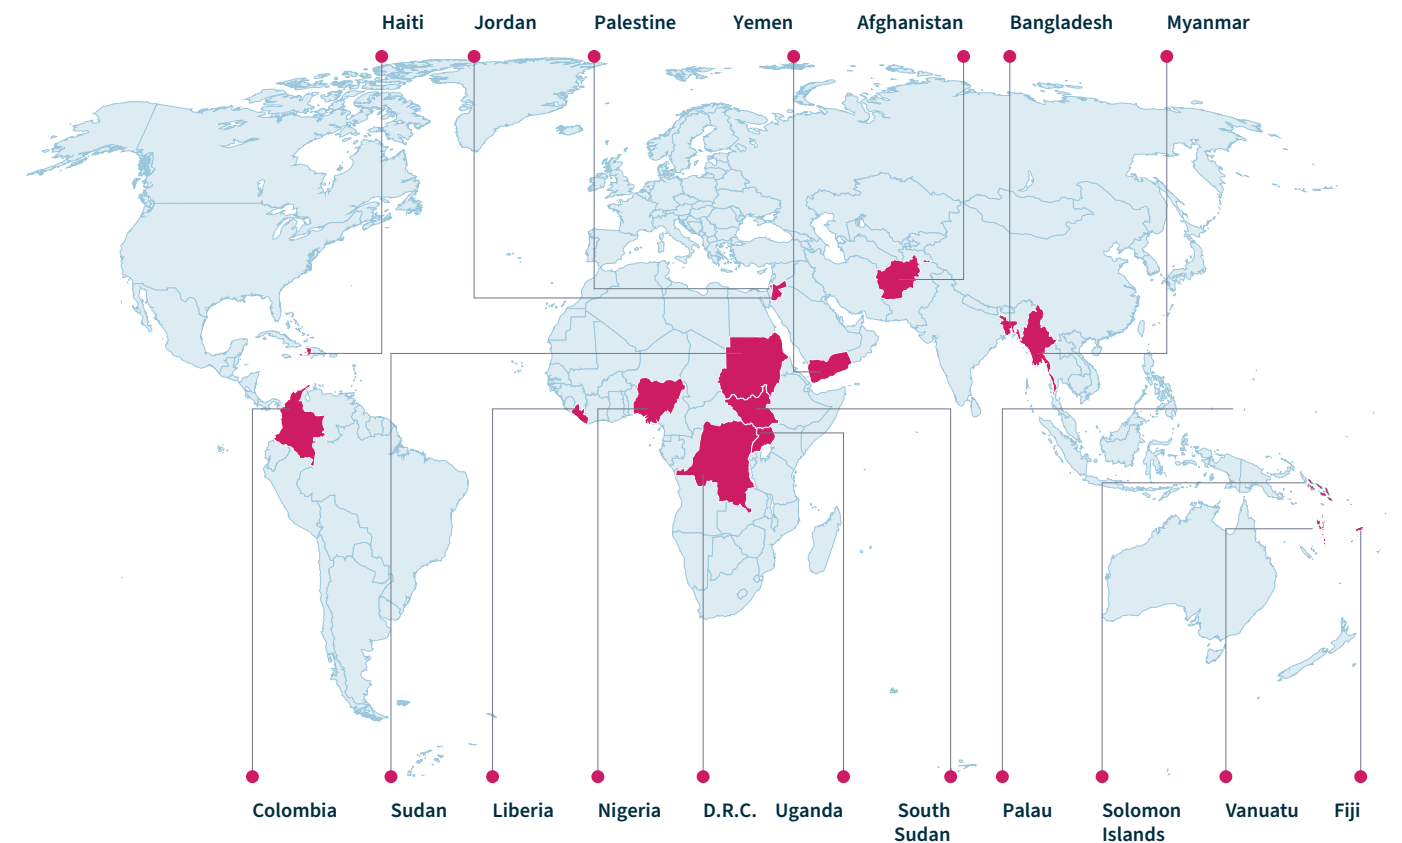 Haiti
Jordan
Palestine
Yemen
Afghanistan
Bangladesh
Myanmar
Colombia
Sudan
Liberia
Nigeria
D.R.C.
Uganda
South
Sudan
Palau
Solomon
Islands
Vanuatu
Fiji